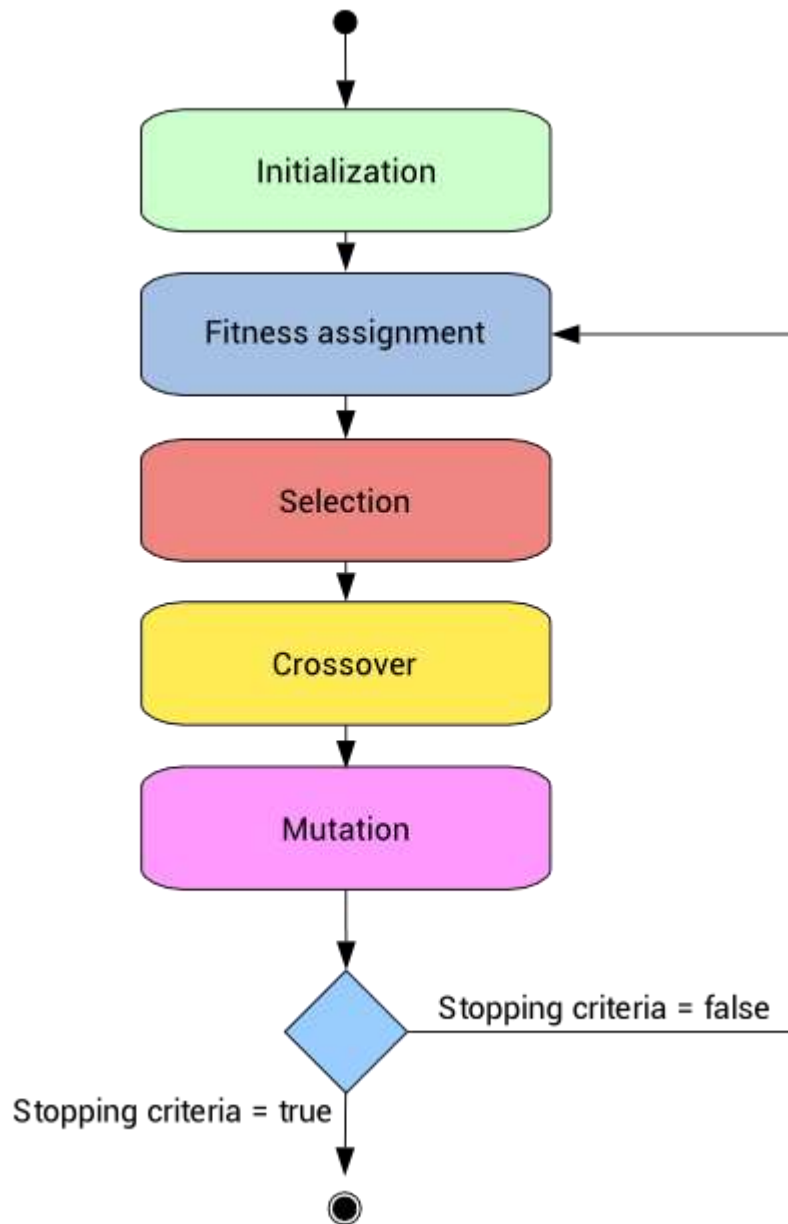 Initialization
Fitness assignment
Selection
Crossover
Mutation
Stopping criteria = false
Stopping criteria = true